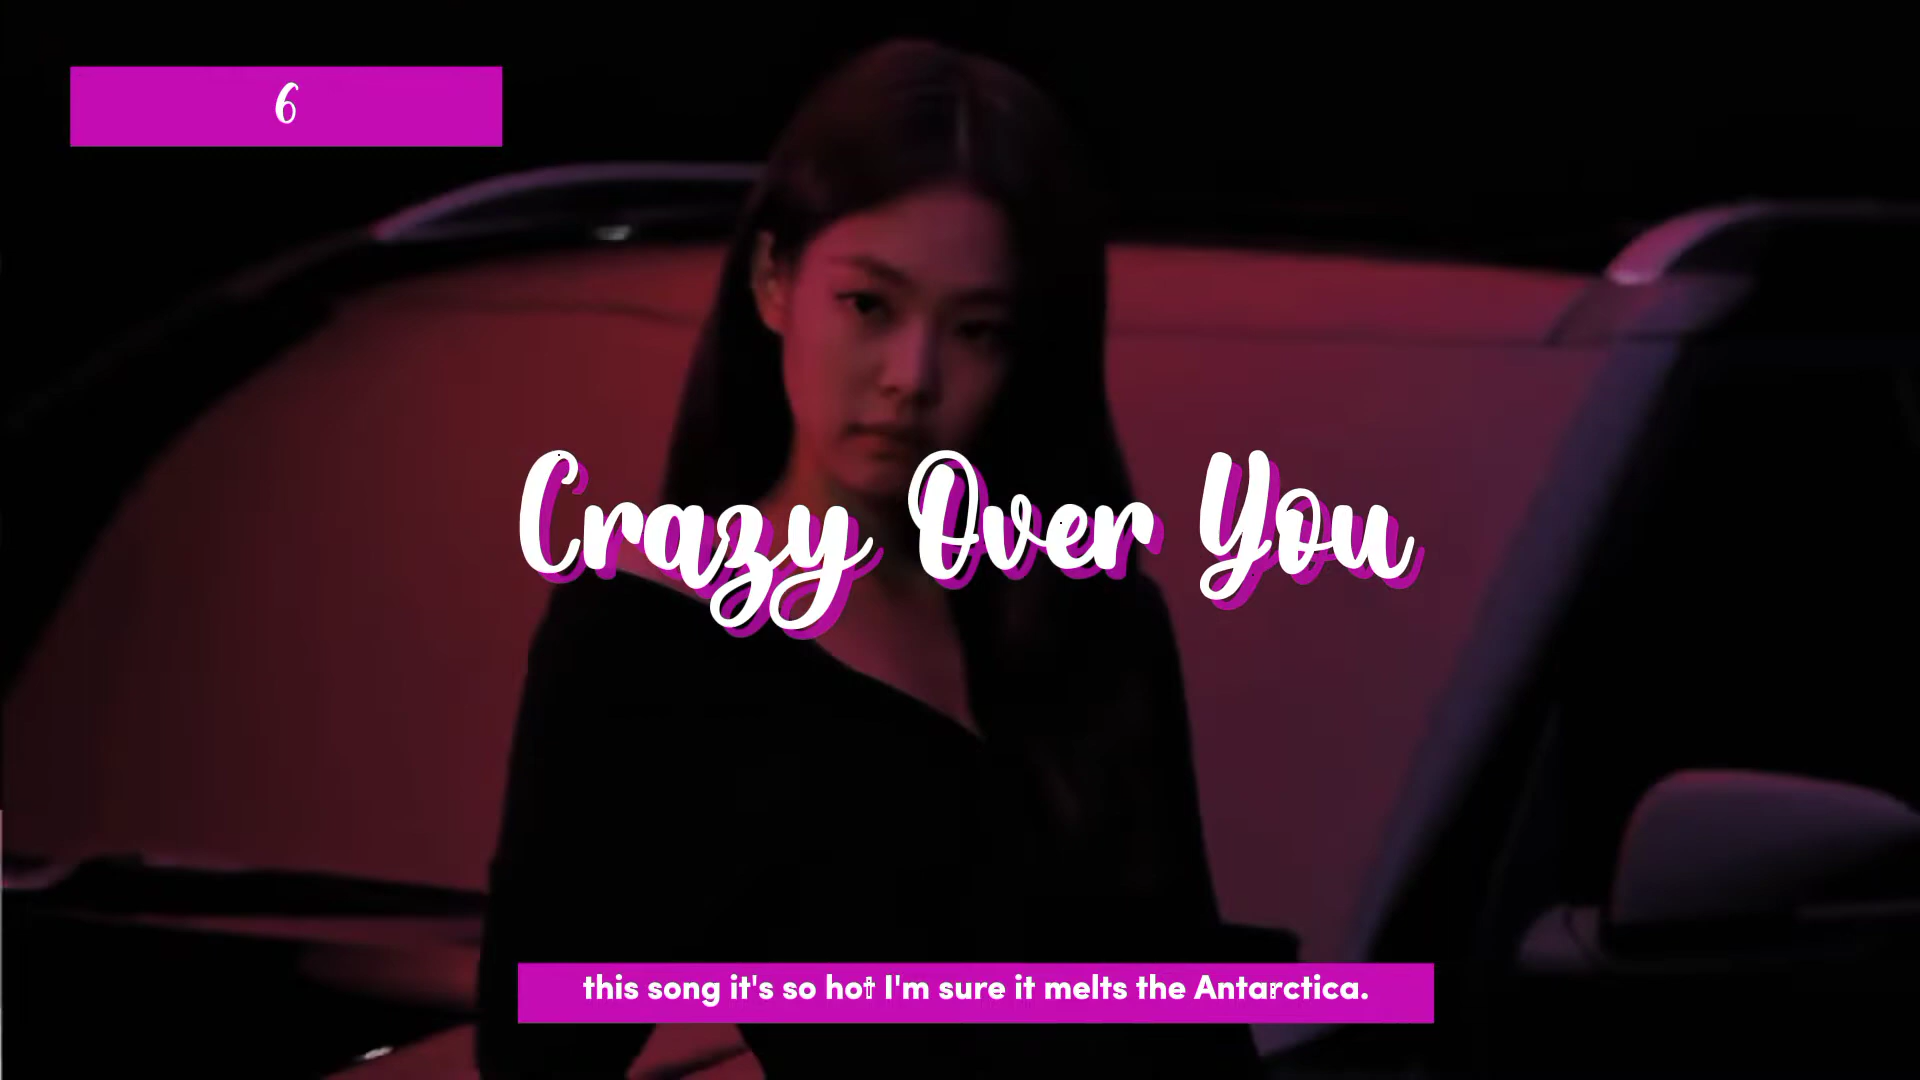 6
Crazy Over You
this song it's so hot I'm sure it melts the Antarctica.